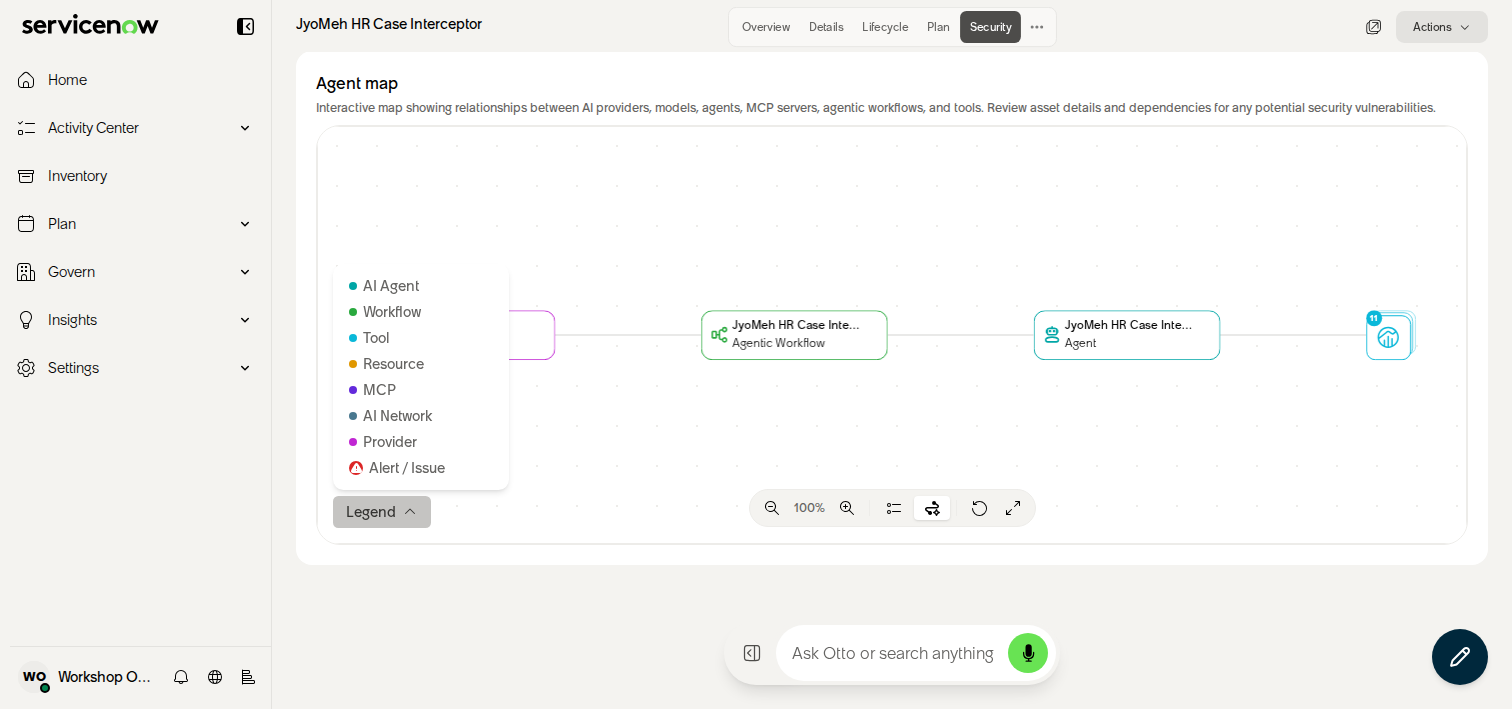 servicenow
JyoMeh HR Case Interceptor
Overview
Details
Lifecycle
Plan
Security
Actions
Home
Activity Center
Inventory
Plan
Govern
Insights
Settings
Agent map
Interactive map showing relationships between AI providers, models, agents, MCP servers, agentic workflows, and tools. Review asset details and dependencies for any potential security vulnerabilities.
AI Agent
Workflow
Tool
Resource
MCP
AI Network
Provider
Alert / Issue
Legend
JyoMeh HR Case Inte...
Agentic Workflow
JyoMeh HR Case Inte...
Agent
11
100%
Ask Otto or search anything
WO
Workshop O...